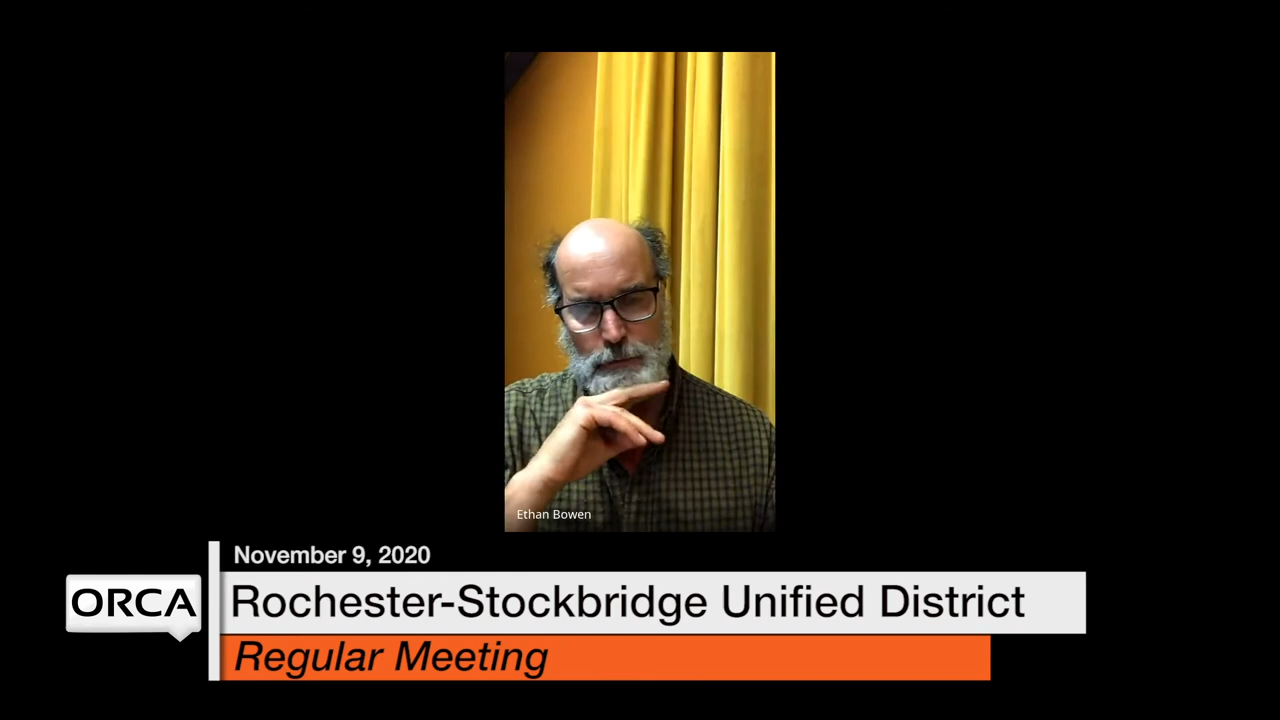 Ethan Bowen
November 9, 2020
ORCA
Rochester-Stockbridge Unified District
Regular Meeting